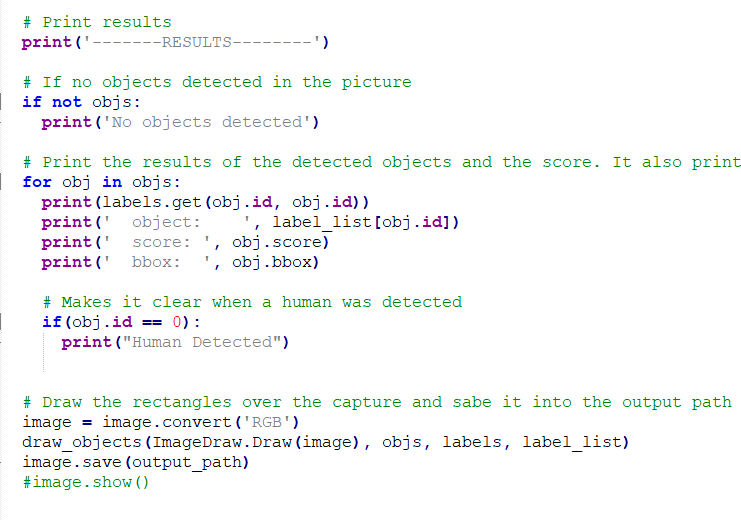 # Print results
print('-------RESULTS--------')
# If no objects detected in the picture
if not objs:
print('No objects detected')
# Print the results of the detected objects and the score. It also print
for obj in objs:
print(labels.get(obj.id, obj.id))
print('  object:    ', label_list[obj.id])
print('  score: ', obj.score)
print('  bbox:  ', obj.bbox)
# Makes it clear when a human was detected
if(obj.id == 0):
print("Human Detected")
# Draw the rectangles over the capture and sabe it into the output path
image = image.convert('RGB')
draw_objects(ImageDraw.Draw(image), objs, labels, label_list)
image.save(output_path)
#image.show()